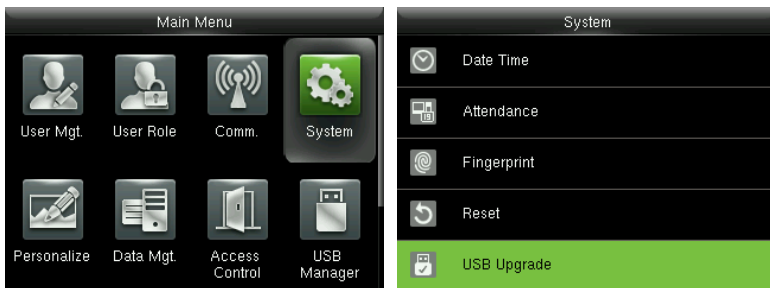 Main Menu
User Mgt.
User Role
Comm.
System
Personalize
Data Mgt.
Access
Control
USB
Manager
System
Date Time
Attendance
19
Fingerprint
Reset
USB Upgrade